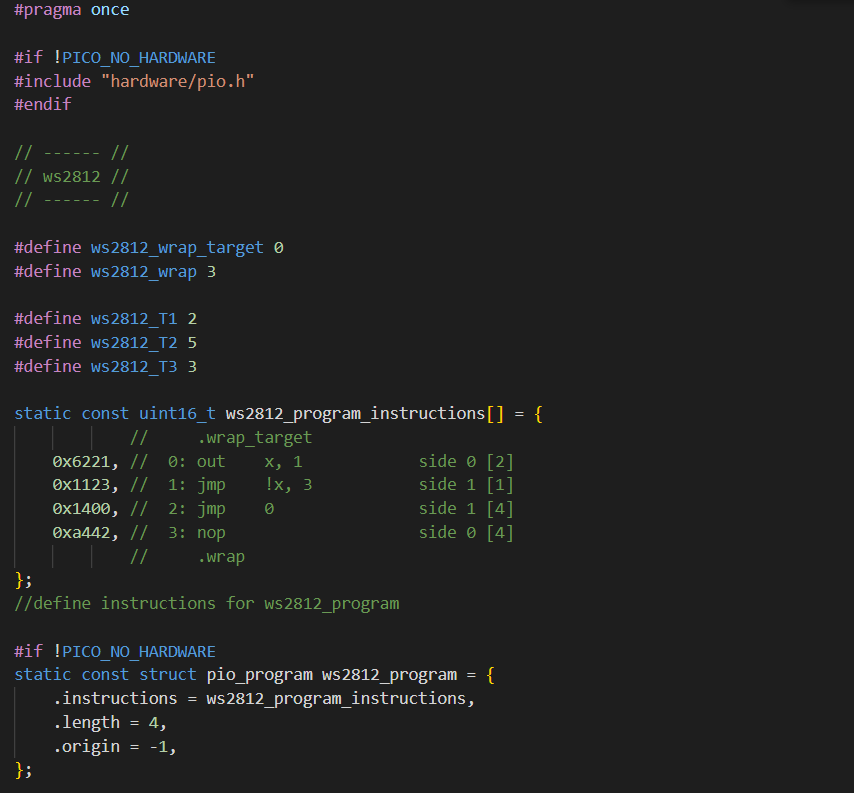 #pragma once
#if !PICO_NO_HARDWARE
#include "hardware/pio.h"
#endif
// ------ //
// ws2812 //
// ------ //
#define ws2812_wrap_target 0
#define ws2812_wrap 3
#define ws2812_T1 2
#define ws2812_T2 5
#define ws2812_T3 3
static const uint16_t ws2812_program_instructions[] = {
            //     .wrap_target
    0x6221, //  0: out    x, 1            side 0 [2]
    0x1123, //  1: jmp    !x, 3           side 1 [1]
    0x1400, //  2: jmp    0               side 1 [4]
    0xa442, //  3: nop                    side 0 [4]
            //     .wrap
};
//define instructions for ws2812_program
#if !PICO_NO_HARDWARE
static const struct pio_program ws2812_program = {
    .instructions = ws2812_program_instructions,
    .length = 4,
    .origin = -1,
};